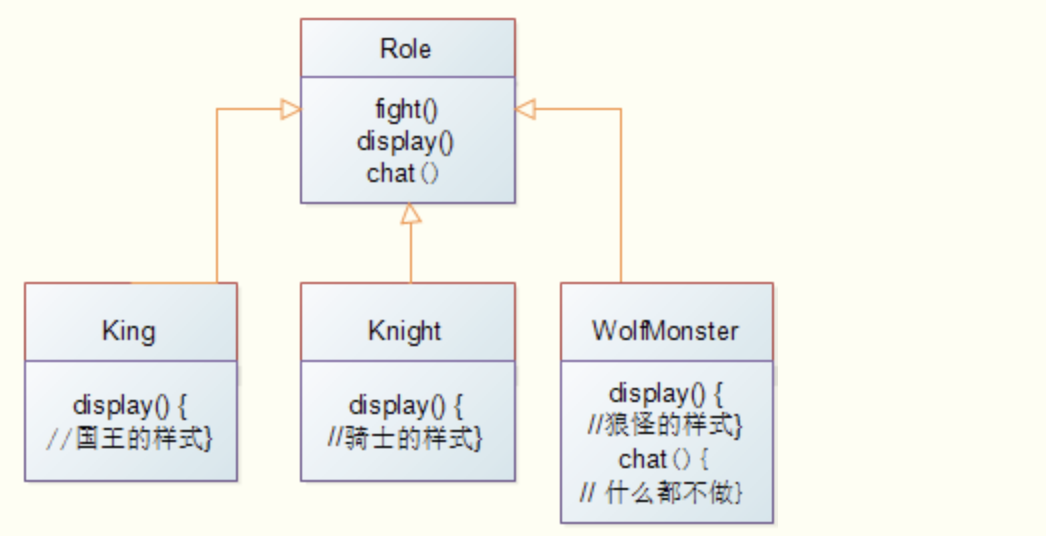 Role
fight()
display()
chat()
King
display() {
//国王的样式}
Knight
display() {
//骑士的样式}
WolfMonster
display() {
//狼怪的样式}
chat() {
// 什么都不做}